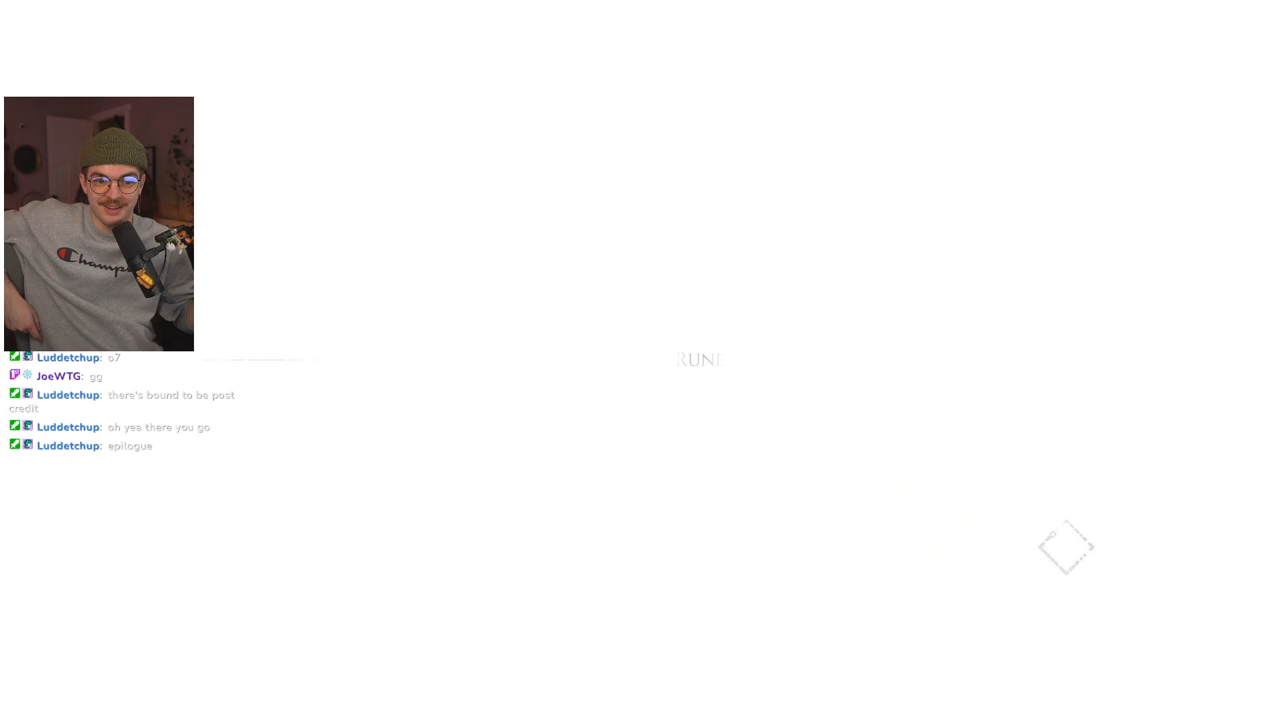 Champ
Luddetchup: o7
JoeWTG: gg
Luddetchup: there's bound to be post
credit
Luddetchup: oh yea there you go
Luddetchup: epilogue
RUNE